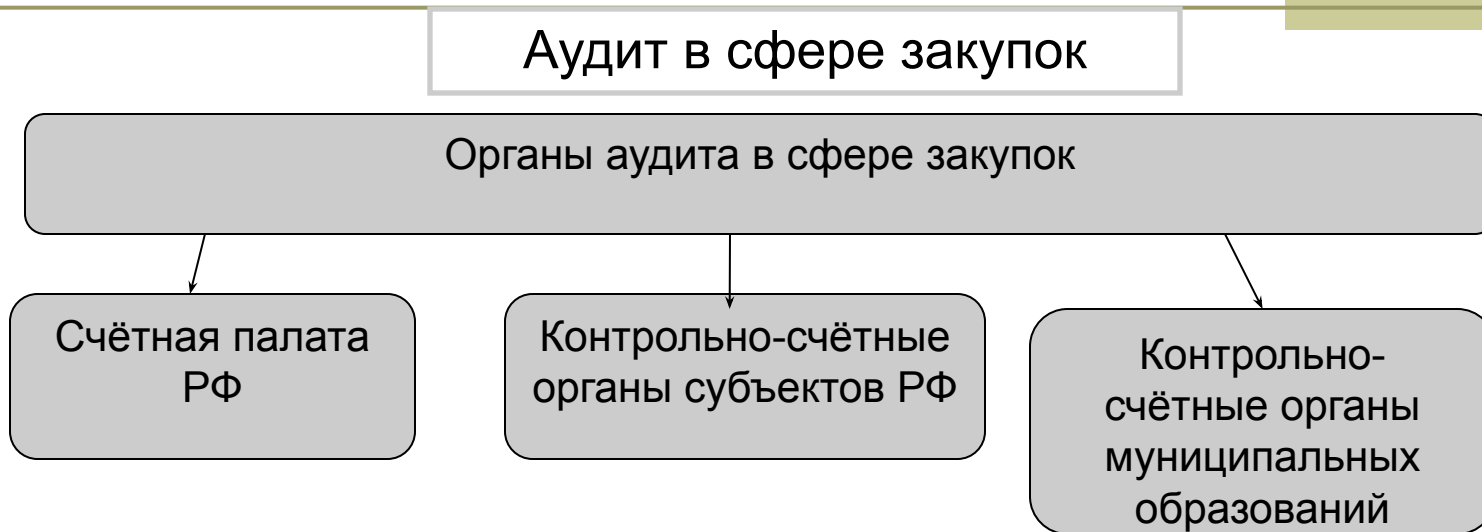 Аудит в сфере закупок
Органы аудита в сфере закупок
Счётная палата
РФ
Контрольно-счётные
органы субъектов РФ
Контрольно-
счётные органы
муниципальных
образований